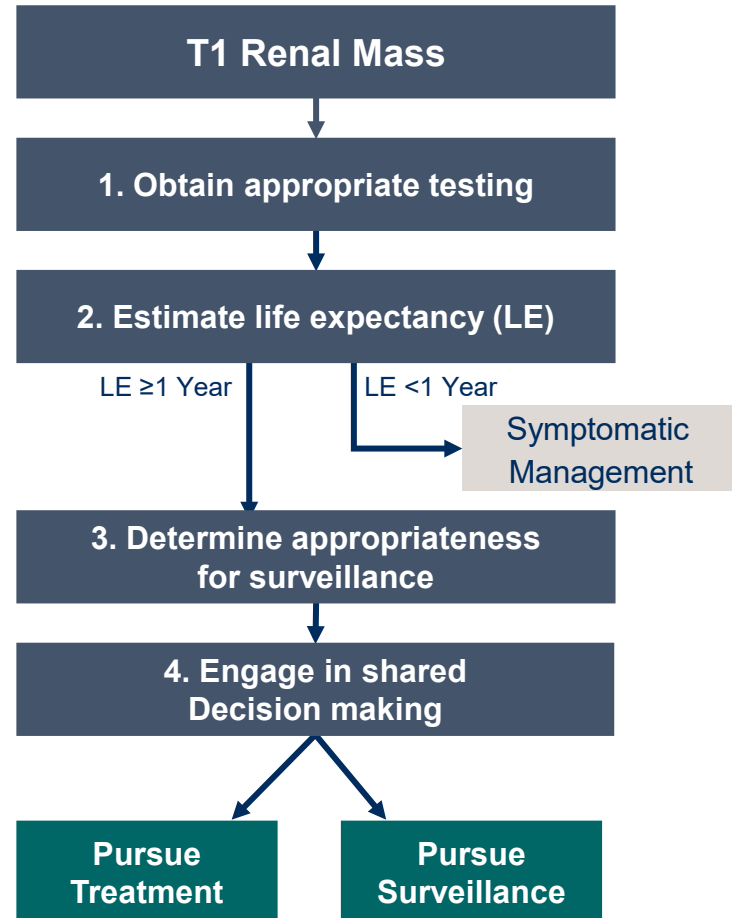 T1 Renal Mass
1. Obtain appropriate testing
2. Estimate life expectancy (LE)
LE ≥1 Year
LE <1 Year
Symptomatic
Management
3. Determine appropriateness
for surveillance
4. Engage in shared
Decision making
Pursue
Treatment
Pursue
Surveillance